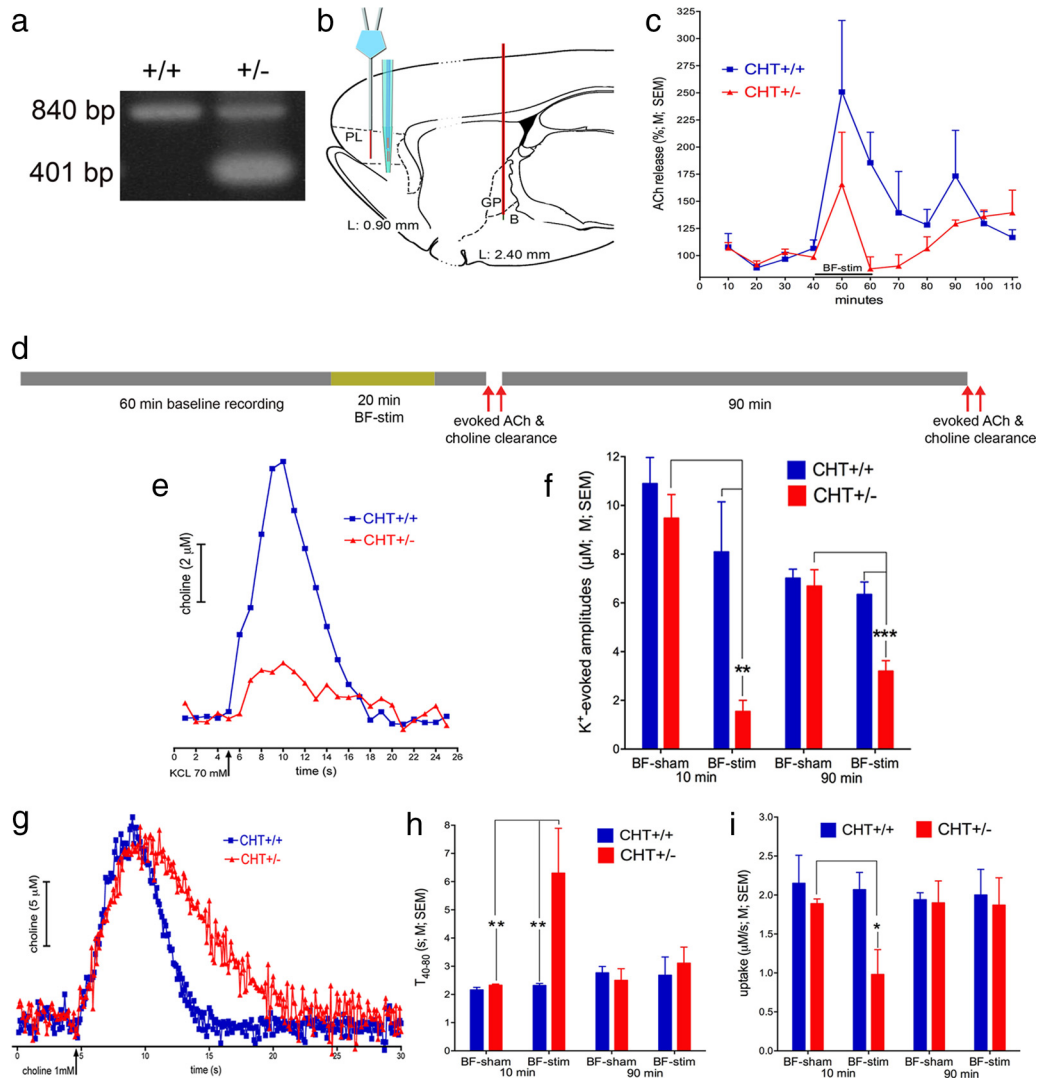 a
+/+ +/-
840 bp
401 bp
b
PL
GP
B
L: 0.90 mm
L: 2.40 mm
c
CHT+/+
CHT+/-
ACh release (%; M; SEM)
325
300
275
250
225
200
175
150
125
100
BF-stim
10 20 30 40 50 60 70 80 90 100 110
minutes
d
60 min baseline recording
20 min
BF-stim
evoked ACh &
choline clearance
90 min
evoked ACh &
choline clearance
e
CHT+/+
CHT+/-
choline (2 µM)
0 2 4 6 8 10 12 14 16 18 20 22 24 26
KCL 70 mM
time (s)
f
CHT+/+
CHT+/-
K+-evoked amplitudes (µM; M; SEM)
12
10
8
6
4
2
0
**
***
BF-sham BF-stim BF-sham BF-stim
10 min 90 min
g
CHT+/+
CHT+/-
choline (5 µM)
0 5 10 15 20 25 30
choline 1mM
time (s)
h
CHT+/+
CHT+/-
T40-80 (s; M; SEM)
8
7
6
5
4
3
2
1
0
** **
BF-sham BF-stim BF-sham BF-stim
10 min 90 min
i
CHT+/+ CHT+/-
uptake (µM/s; M; SEM)
2.5
2.0
1.5
1.0
0.5
0.0
*
BF-sham BF-stim BF-sham BF-stim
10 min 90 min